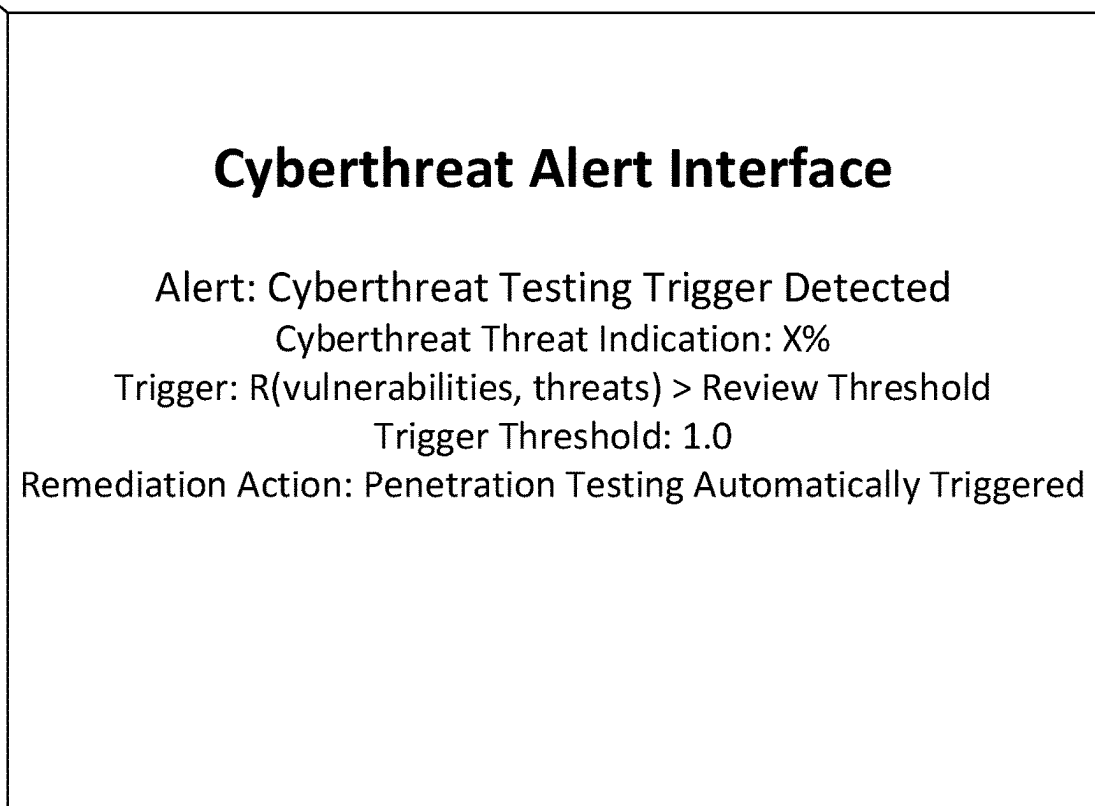 Cyberthreat Alert Interface
Alert: Cyberthreat Testing Trigger Detected
Cyberthreat Threat Indication: X%
Trigger: R(vulnerabilities, threats) > Review Threshold
Trigger Threshold: 1.0
Remediation Action: Penetration Testing Automatically Triggered